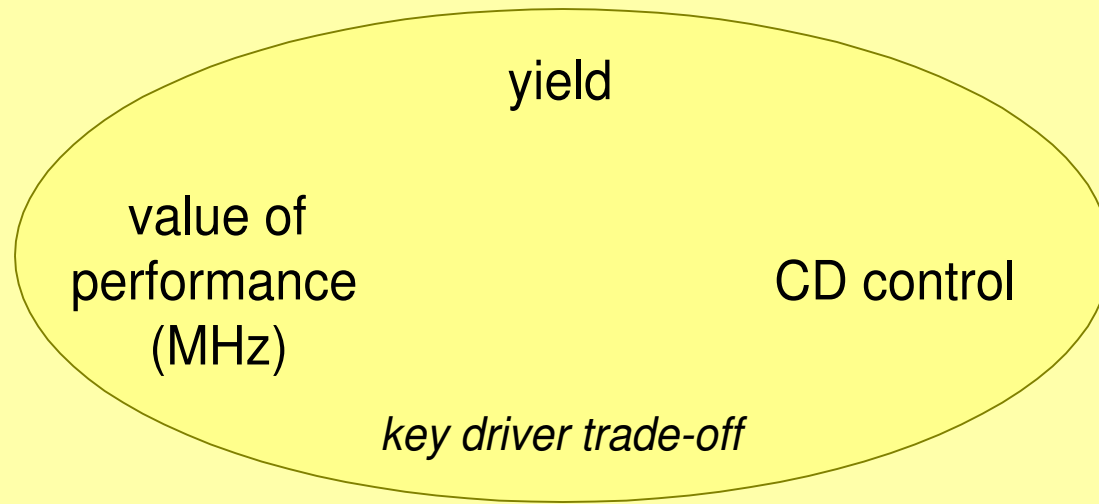 yield
value of
performance
(MHz)
CD control
key driver trade-off